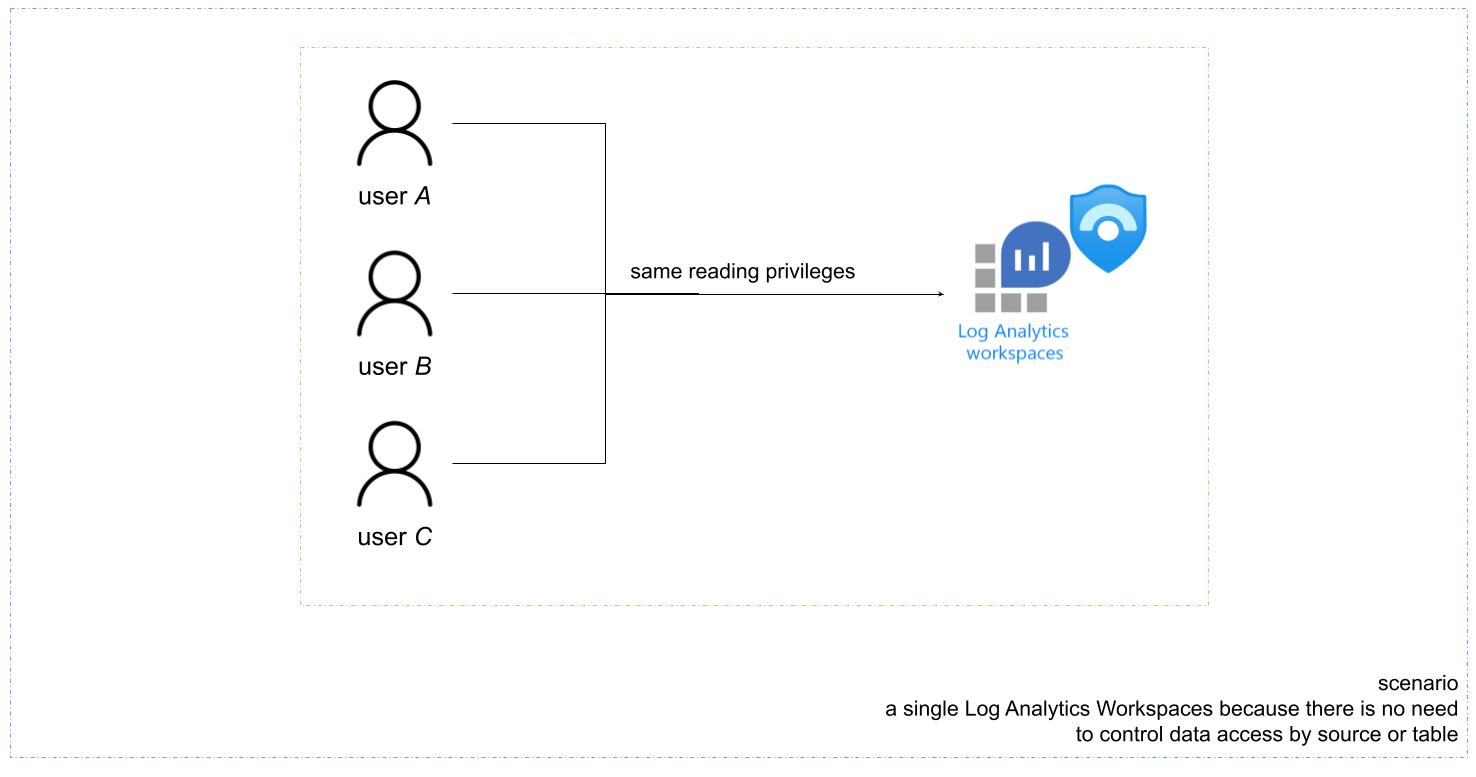 user A
same reading privileges
Log Analytics
workspaces
user B
user C
scenario
a single Log Analytics Workspaces because there is no need
to control data access by source or table